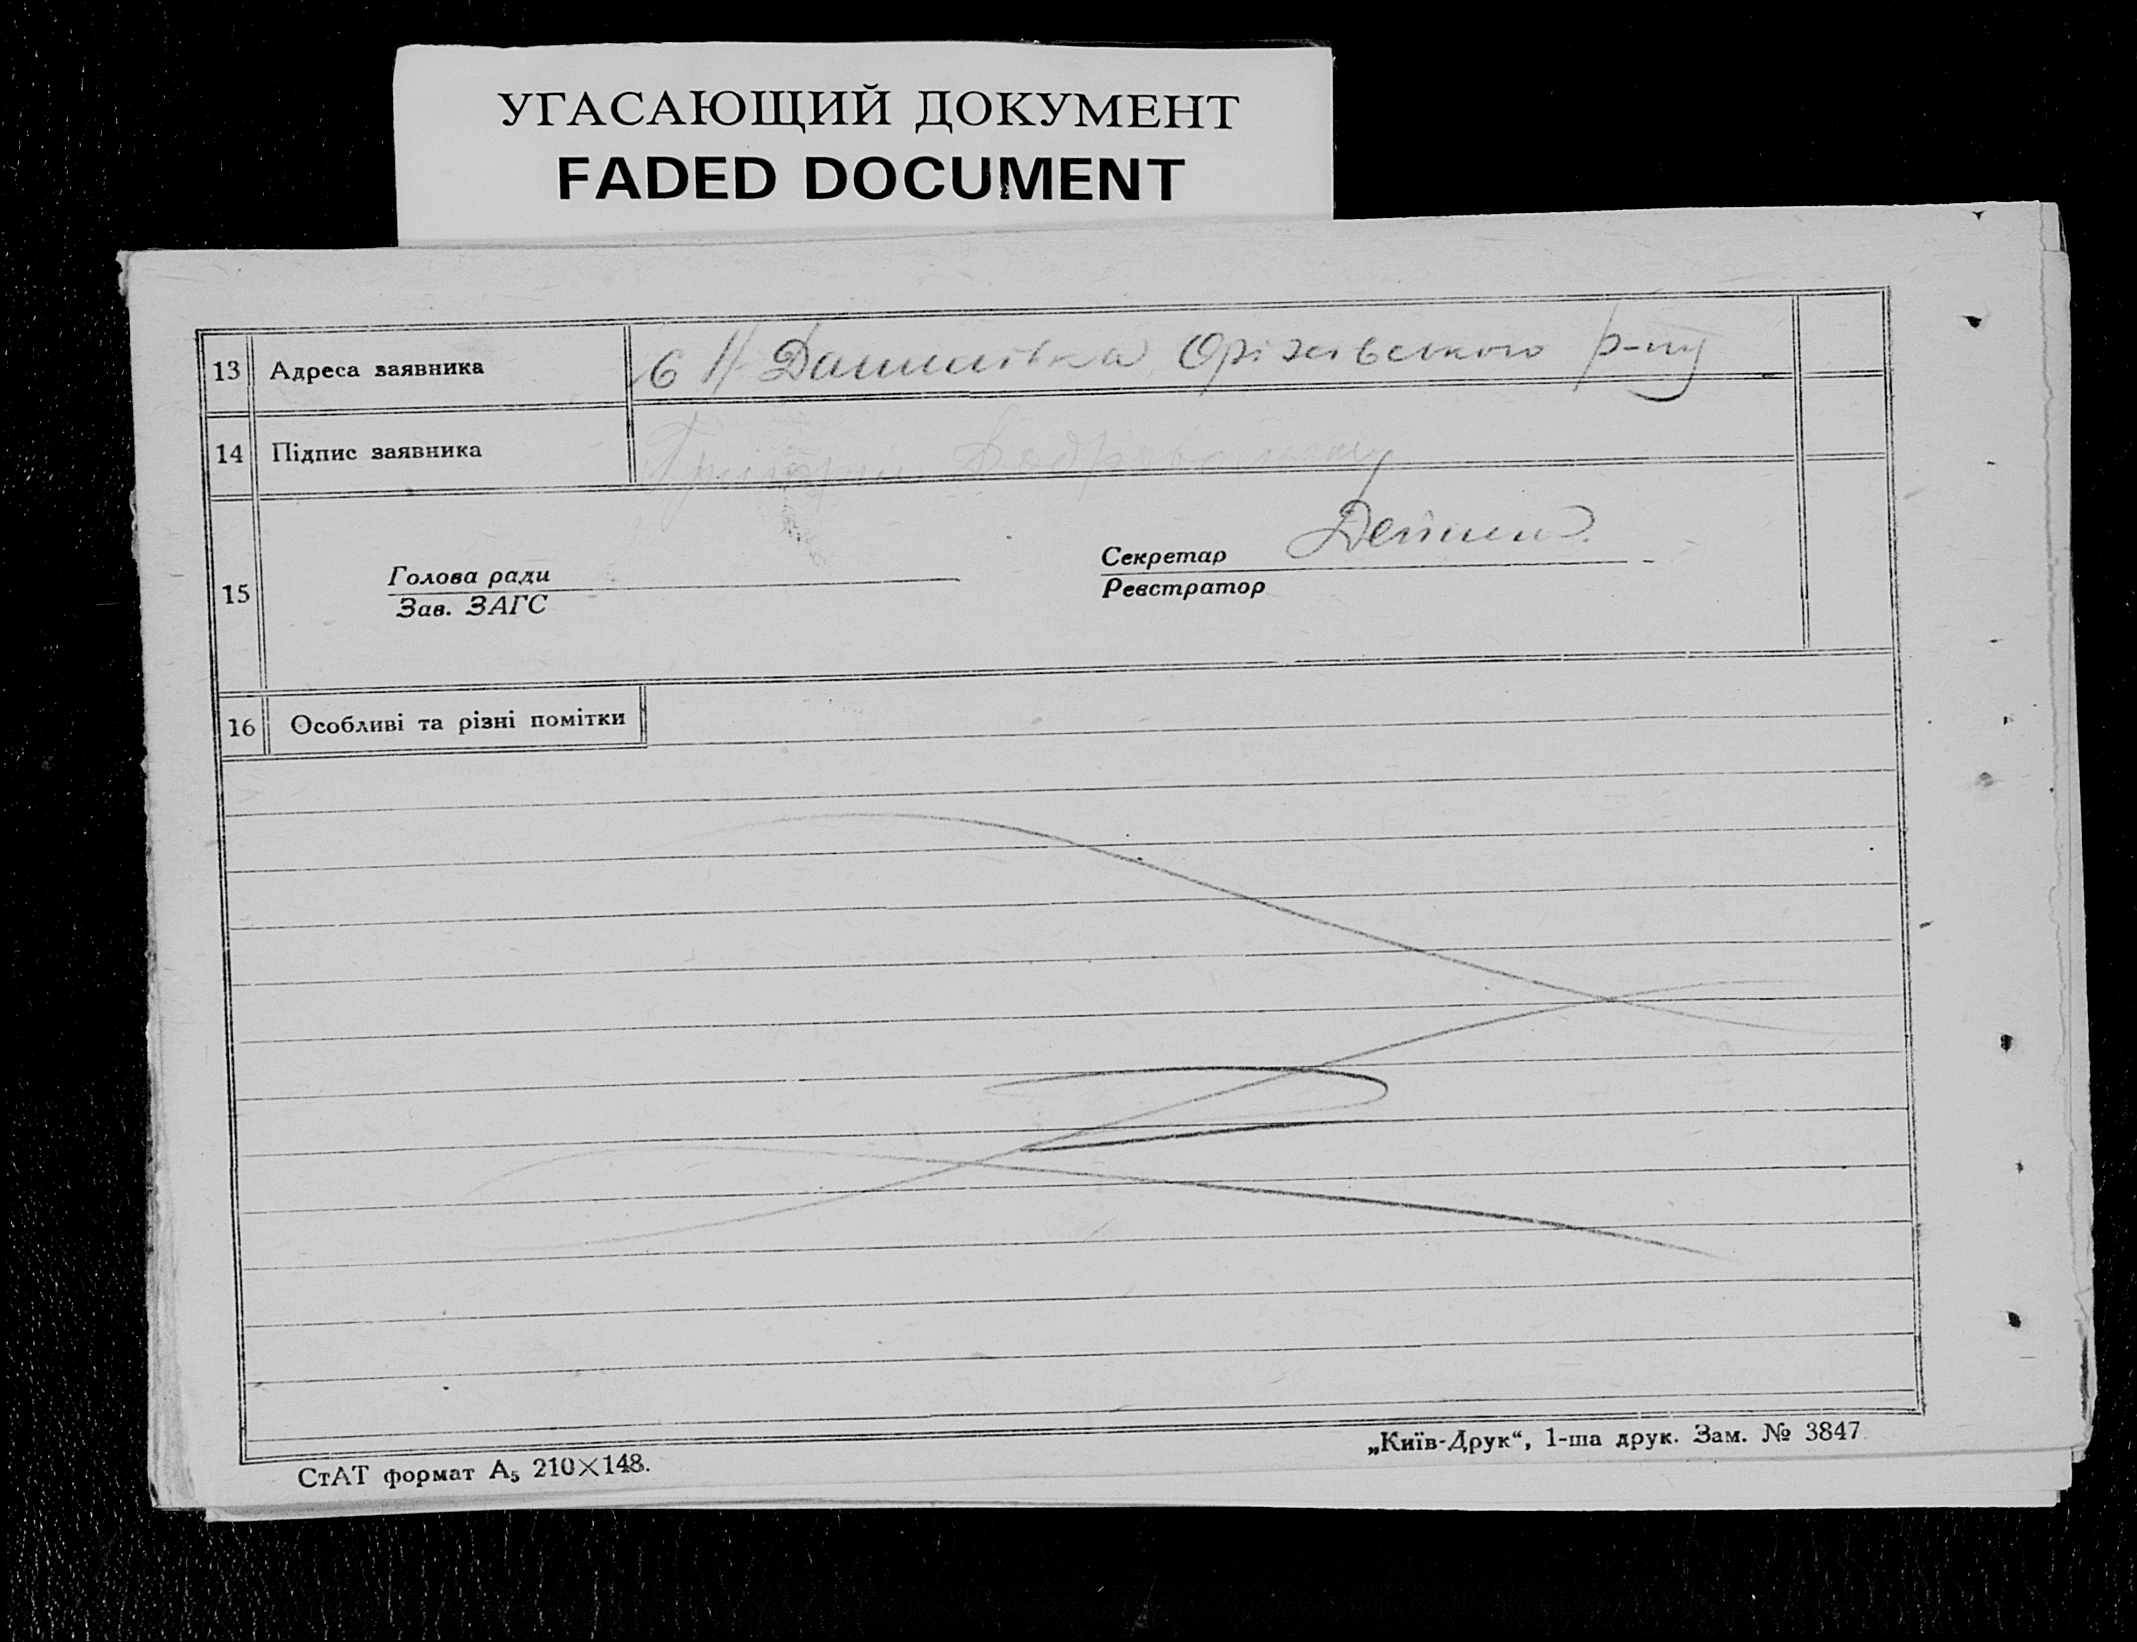 УГАСАЮЩИЙ ДОКУМЕНТ
FADED DOCUMENT
13 Адреса заявника с Н Оріхівського р-ну
14 Підпис заявника
Голова ради Секретар
15 Зав. ЗАГС Реєстратор
16 Особливі та різні помітки
СтАТ формат А₅ 210×148. „Київ-Друк“, 1-ша друк. Зам. № 3847